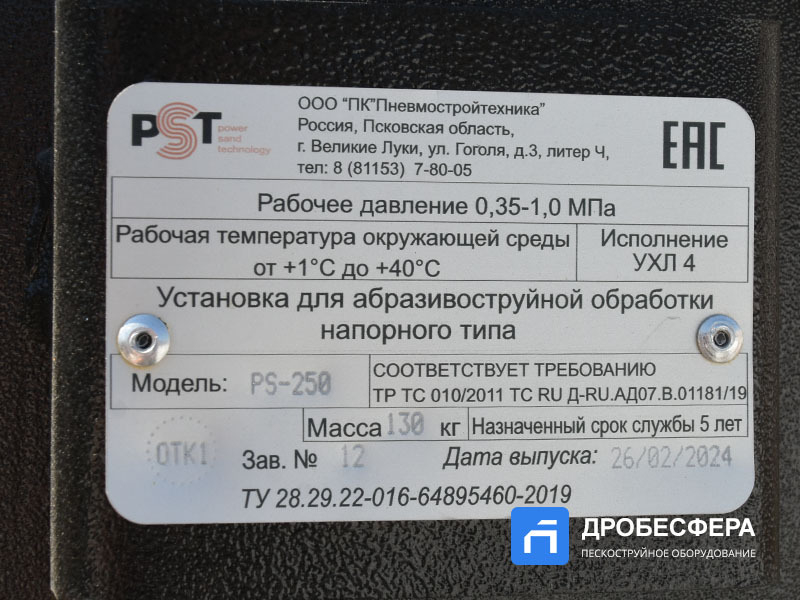 PST
power
sand
technology
ООО "ПК"Пневмостройтехника"
Россия, Псковская область,
г. Великие Луки, ул. Гоголя, д.3, литер Ч,
тел: 8 (81153) 7-80-05
EAC
Рабочее давление 0,35-1,0 МПа
Рабочая температура окружающей среды
от +1°С до +40°С
Исполнение
УХЛ 4
Установка для абразивоструйной обработки
напорного типа
Модель: PS-250
СООТВЕТСТВУЕТ ТРЕБОВАНИЮ
ТР ТС 010/2011 ТС RU Д-RU.АД07.В.01181/19
Масса 130 кг
Назначенный срок службы 5 лет
ОТК1
Зав. № 12
Дата выпуска: 26/02/2024
ТУ 28.29.22-016-64895460-2019
ДРОБЕСФЕРА
ПЕСКОСТРУЙНОЕ ОБОРУДОВАНИЕ